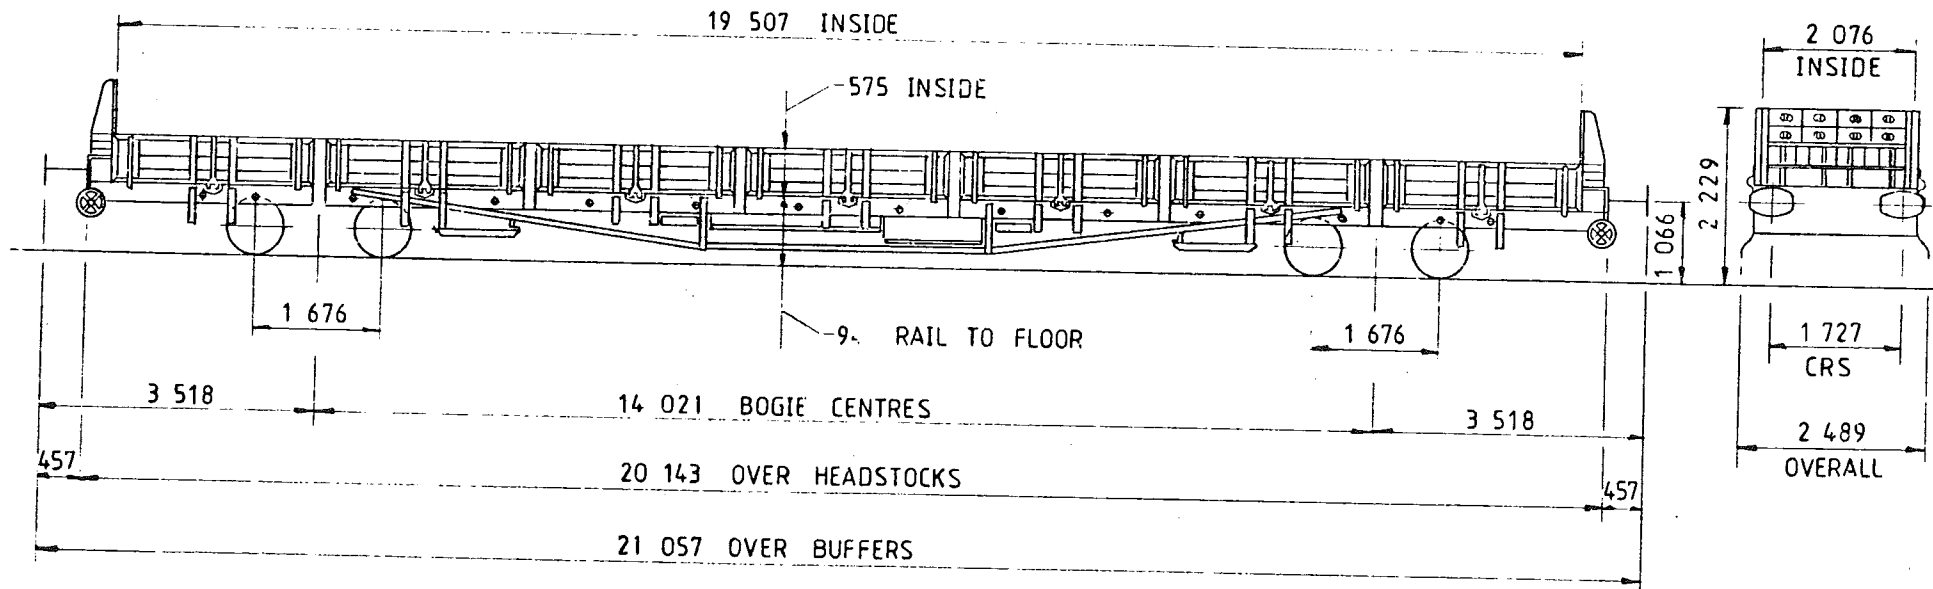 19 507 INSIDE
2 076
INSIDE
575 INSIDE
2 229
1 066
1 676
RAIL TO FLOOR
1 676
1 727
CRS
3 518
14 021 BOGIE CENTRES
3 518
2 489
OVERALL
457
20 143 OVER HEADSTOCKS
457
21 057 OVER BUFFERS